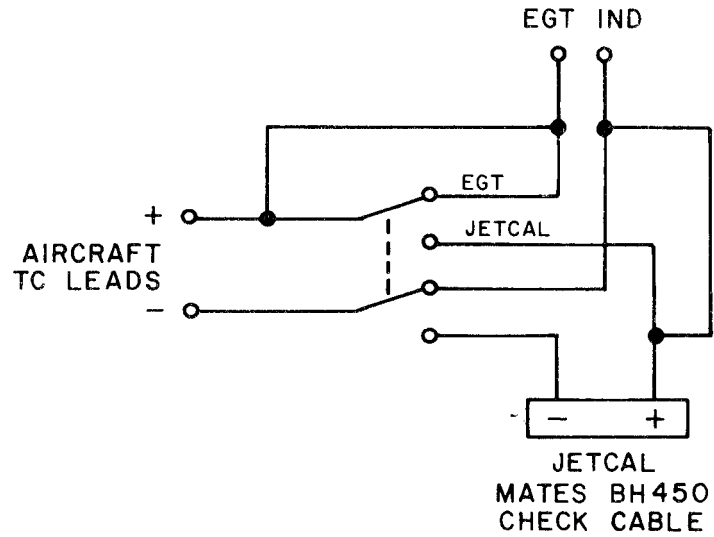 EGT IND
EGT
+
JETCAL
AIRCRAFT
TC LEADS
−
− +
JETCAL
MATES BH450
CHECK CABLE